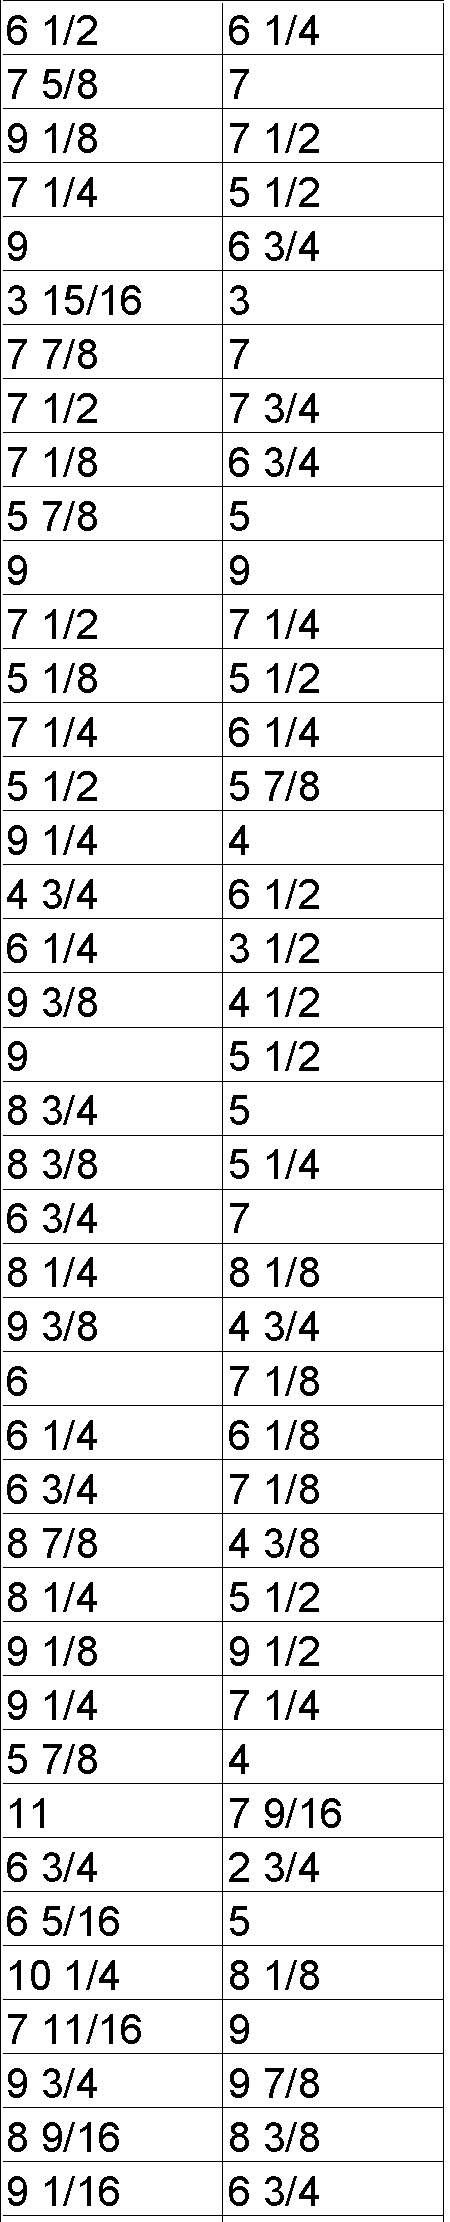 6 1/2 6 1/4
7 5/8 7
9 1/8 7 1/2
7 1/4 5 1/2
9 6 3/4
3 15/16 3
7 7/8 7
7 1/2 7 3/4
7 1/8 6 3/4
5 7/8 5
9 9
7 1/2 7 1/4
5 1/8 5 1/2
7 1/4 6 1/4
5 1/2 5 7/8
9 1/4 4
4 3/4 6 1/2
6 1/4 3 1/2
9 3/8 4 1/2
9 5 1/2
8 3/4 5
8 3/8 5 1/4
6 3/4 7
8 1/4 8 1/8
9 3/8 4 3/4
6 7 1/8
6 1/4 6 1/8
6 3/4 7 1/8
8 7/8 4 3/8
8 1/4 5 1/2
9 1/8 9 1/2
9 1/4 7 1/4
5 7/8 4
11 7 9/16
6 3/4 2 3/4
6 5/16 5
10 1/4 8 1/8
7 11/16 9
9 3/4 9 7/8
8 9/16 8 3/8
9 1/16 6 3/4